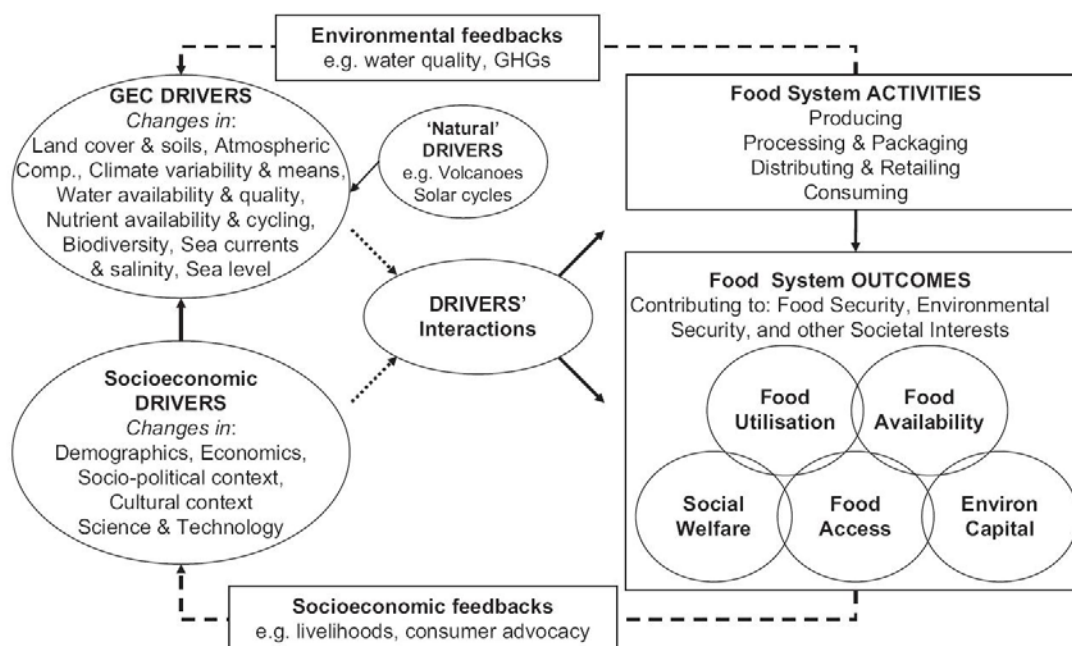 Environmental feedbacks
e.g. water quality, GHGs
GEC DRIVERS
Changes in:
Land cover & soils, Atmospheric
Comp., Climate variability & means,
Water availability & quality,
Nutrient availability & cycling,
Biodiversity, Sea currents
& salinity, Sea level
‘Natural’
DRIVERS
e.g. Volcanoes
Solar cycles
Food System ACTIVITIES
Producing
Processing & Packaging
Distributing & Retailing
Consuming
DRIVERS’
Interactions
Food System OUTCOMES
Contributing to: Food Security, Environmental
Security, and other Societal Interests
Food
Utilisation
Food
Availability
Social
Welfare
Food
Access
Environ
Capital
Socioeconomic
DRIVERS
Changes in:
Demographics, Economics,
Socio-political context,
Cultural context
Science & Technology
Socioeconomic feedbacks
e.g. livelihoods, consumer advocacy